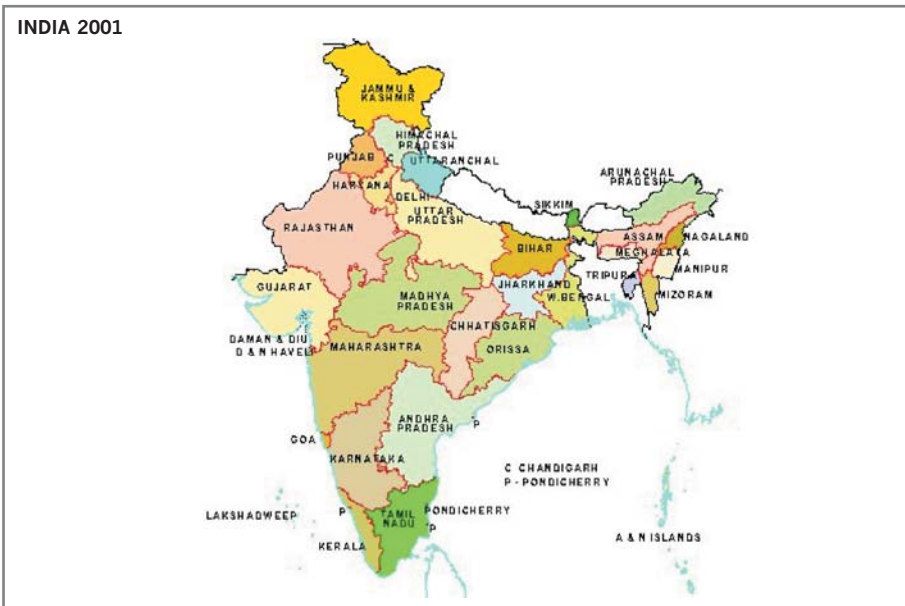 INDIA 2001
JAMMU &
KASHMIR
HIMACHAL
PRADESH
PUNJAB
C
UTTARANCHAL
HARYANA
DELHI
UTTAR
PRADESH
RAJASTHAN
ARUNACHAL
PRADESH
SIKKIM
ASSAM
NAGALAND
MEGHALAYA
MANIPUR
TRIPURA
MIZORAM
BIHAR
JHARKHAND
W.BENGAL
GUJARAT
MADHYA
PRADESH
CHHATISGARH
ORISSA
DAMAN & DIU
D & N HAVELI
MAHARASHTRA
ANDHRA
PRADESH
P
GOA
KARNATAKA
C CHANDIGARH
P - PONDICHERRY
LAKSHADWEEP
P
TAMIL
NADU
PONDICHERRY
P
KERALA
A & N ISLANDS